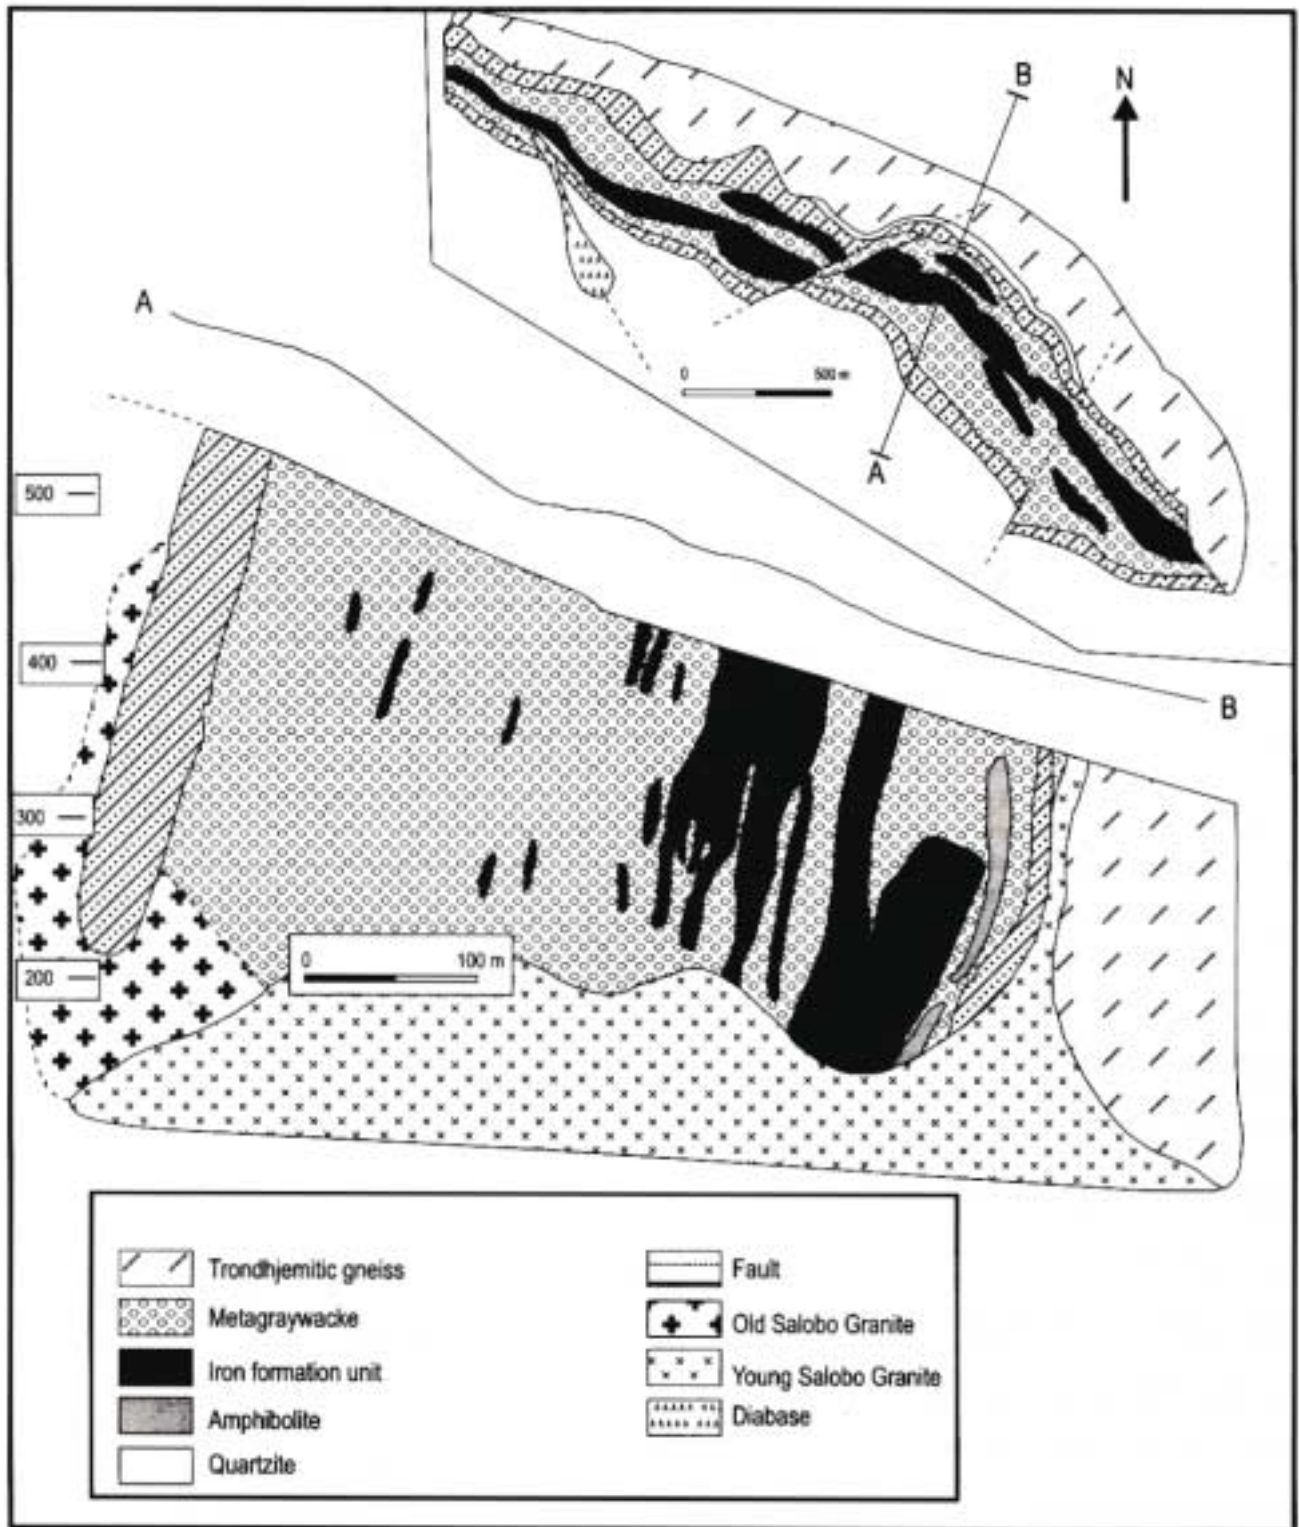 B
N
A
0 500 m
A
500
400
B
300
0 100 m
200
Trondhjemitic gneiss
Fault
Metagraywacke
Old Salobo Granite
Iron formation unit
Young Salobo Granite
Amphibolite
Diabase
Quartzite